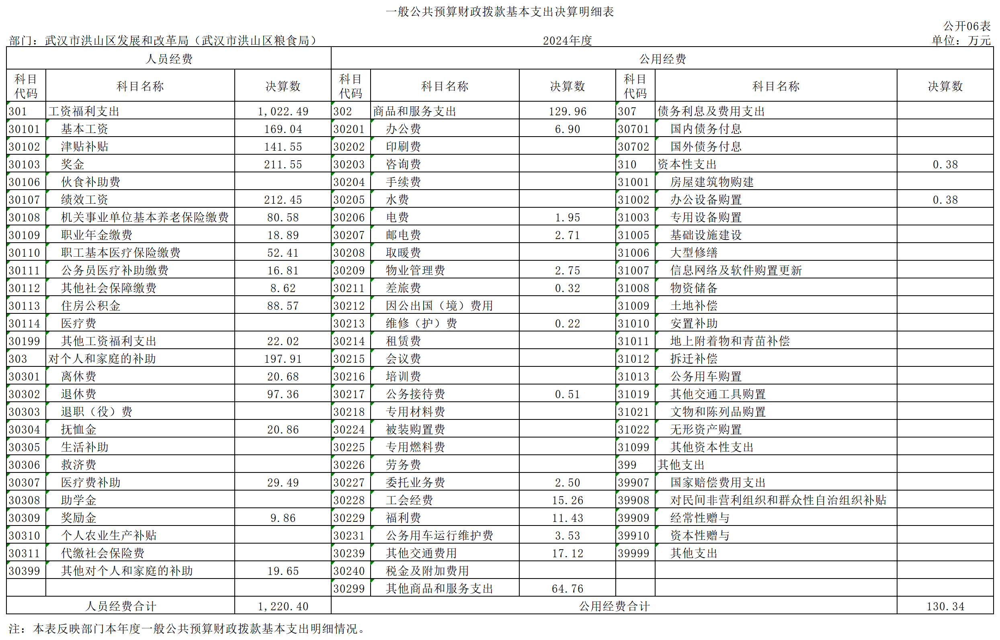 一般公共预算财政拨款基本支出决算明细表
公开06表
部门：武汉市洪山区发展和改革局（武汉市洪山区粮食局） 2024年度 单位：万元
人员经费 公用经费
科目代码 科目名称 决算数 科目代码 科目名称 决算数 科目代码 科目名称 决算数
301 工资福利支出 1,022.49 302 商品和服务支出 129.96 307 债务利息及费用支出
30101 基本工资 169.04 30201 办公费 6.90 30701 国内债务付息
30102 津贴补贴 141.55 30202 印刷费 30702 国外债务付息
30103 奖金 211.55 30203 咨询费 310 资本性支出 0.38
30106 伙食补助费 30204 手续费 31001 房屋建筑物购建
30107 绩效工资 212.45 30205 水费 31002 办公设备购置 0.38
30108 机关事业单位基本养老保险缴费 80.58 30206 电费 1.95 31003 专用设备购置
30109 职业年金缴费 18.89 30207 邮电费 2.71 31005 基础设施建设
30110 职工基本医疗保险缴费 52.41 30208 取暖费 31006 大型修缮
30111 公务员医疗补助缴费 16.81 30209 物业管理费 2.75 31007 信息网络及软件购置更新
30112 其他社会保障缴费 8.62 30211 差旅费 0.32 31008 物资储备
30113 住房公积金 88.57 30212 因公出国（境）费用 31009 土地补偿
30114 医疗费 30213 维修（护）费 0.22 31010 安置补助
30199 其他工资福利支出 22.02 30214 租赁费 31011 地上附着物和青苗补偿
303 对个人和家庭的补助 197.91 30215 会议费 31012 拆迁补偿
30301 离休费 20.68 30216 培训费 31013 公务用车购置
30302 退休费 97.36 30217 公务接待费 0.51 31019 其他交通工具购置
30303 退职（役）费 30218 专用材料费 31021 文物和陈列品购置
30304 抚恤金 20.86 30224 被装购置费 31022 无形资产购置
30305 生活补助 30225 专用燃料费 31099 其他资本性支出
30306 救济费 30226 劳务费 399 其他支出
30307 医疗费补助 29.49 30227 委托业务费 2.50 39907 国家赔偿费用支出
30308 助学金 30228 工会经费 15.26 39908 对民间非营利组织和群众性自治组织补贴
30309 奖励金 9.86 30229 福利费 11.43 39909 经常性赠与
30310 个人农业生产补贴 30231 公务用车运行维护费 3.53 39910 资本性赠与
30311 代缴社会保险费 30239 其他交通费用 17.12 39999 其他支出
30399 其他对个人和家庭的补助 19.65 30240 税金及附加费用
30299 其他商品和服务支出 64.76
人员经费合计 1,220.40 公用经费合计 130.34
注：本表反映部门本年度一般公共预算财政拨款基本支出明细情况。